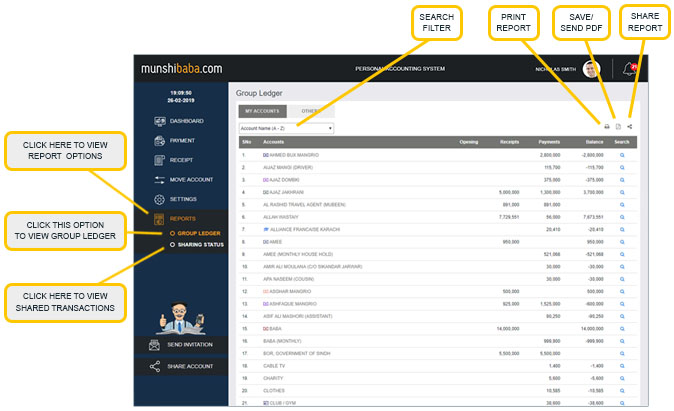 SEARCH
FILTER
PRINT
REPORT
SAVE/
SEND PDF
SHARE
REPORT
munshibaba.com
PERSONAL ACCOUNTING SYSTEM
NICHOLAS SMITH
19:09:50
26-02-2019
Group Ledger
DASHBOARD
MY ACCOUNTS OTHERS
Account Name (A - Z)
PAYMENT
CLICK HERE TO VIEW
REPORT OPTIONS
RECEIPT
MOVE ACCOUNT
SETTINGS
REPORTS
CLICK THIS OPTION
TO VIEW GROUP LEDGER
GROUP LEDGER
SHARING STATUS
CLICK HERE TO VIEW
SHARED TRANSACTIONS
SEND INVITATION
SHARE ACCOUNT
S/No Accounts Opening Receipts Payments Balance Search
1. AHMED BUX MANGRIO 2,800,000 -2,800,000
2. AIJAZ MANGI (DRIVER) 115,700 -115,700
3. AJAZ DOMBKI 375,000 -375,000
4. AJAZ JAKHRANI 5,000,000 1,300,000 3,700,000
5. AL RASHID TRAVEL AGENT (MUBEEN) 881,000 881,000
6. ALLAH WASTAIY 7,729,551 56,000 7,673,551
7. ALLIANCE FRANCAISE KARACHI 20,410 -20,410
8. AMEE 950,000 950,000
9. AMEE (MONTHLY HOUSE HOLD) 521,068 -521,068
10. AMIR ALI MOULANA (C/O SIKANDAR JAFWAR) 30,000 -30,000
11. APA NASEEM (COUSIN) 30,000 -30,000
12. ASGHAR MANGRIO 500,000 500,000
13. ASHFAQUE MANGRIO 925,000 1,525,000 -600,000
14. ASIF ALI MASHORI (ASSISTANT) 90,250 -90,250
15. BABA 14,000,000 14,000,000
16. BABA (MONTHLY) 999,900 -999,900
17. BOR, GOVERNMENT OF SINDH 5,500,000 5,500,000
18. CABLE TV 1,400 -1,400
19. CHARITY 5,600 -5,600
20. CLOTHES 10,585 -10,585
21. CLUB / GYM 38,600 -38,600